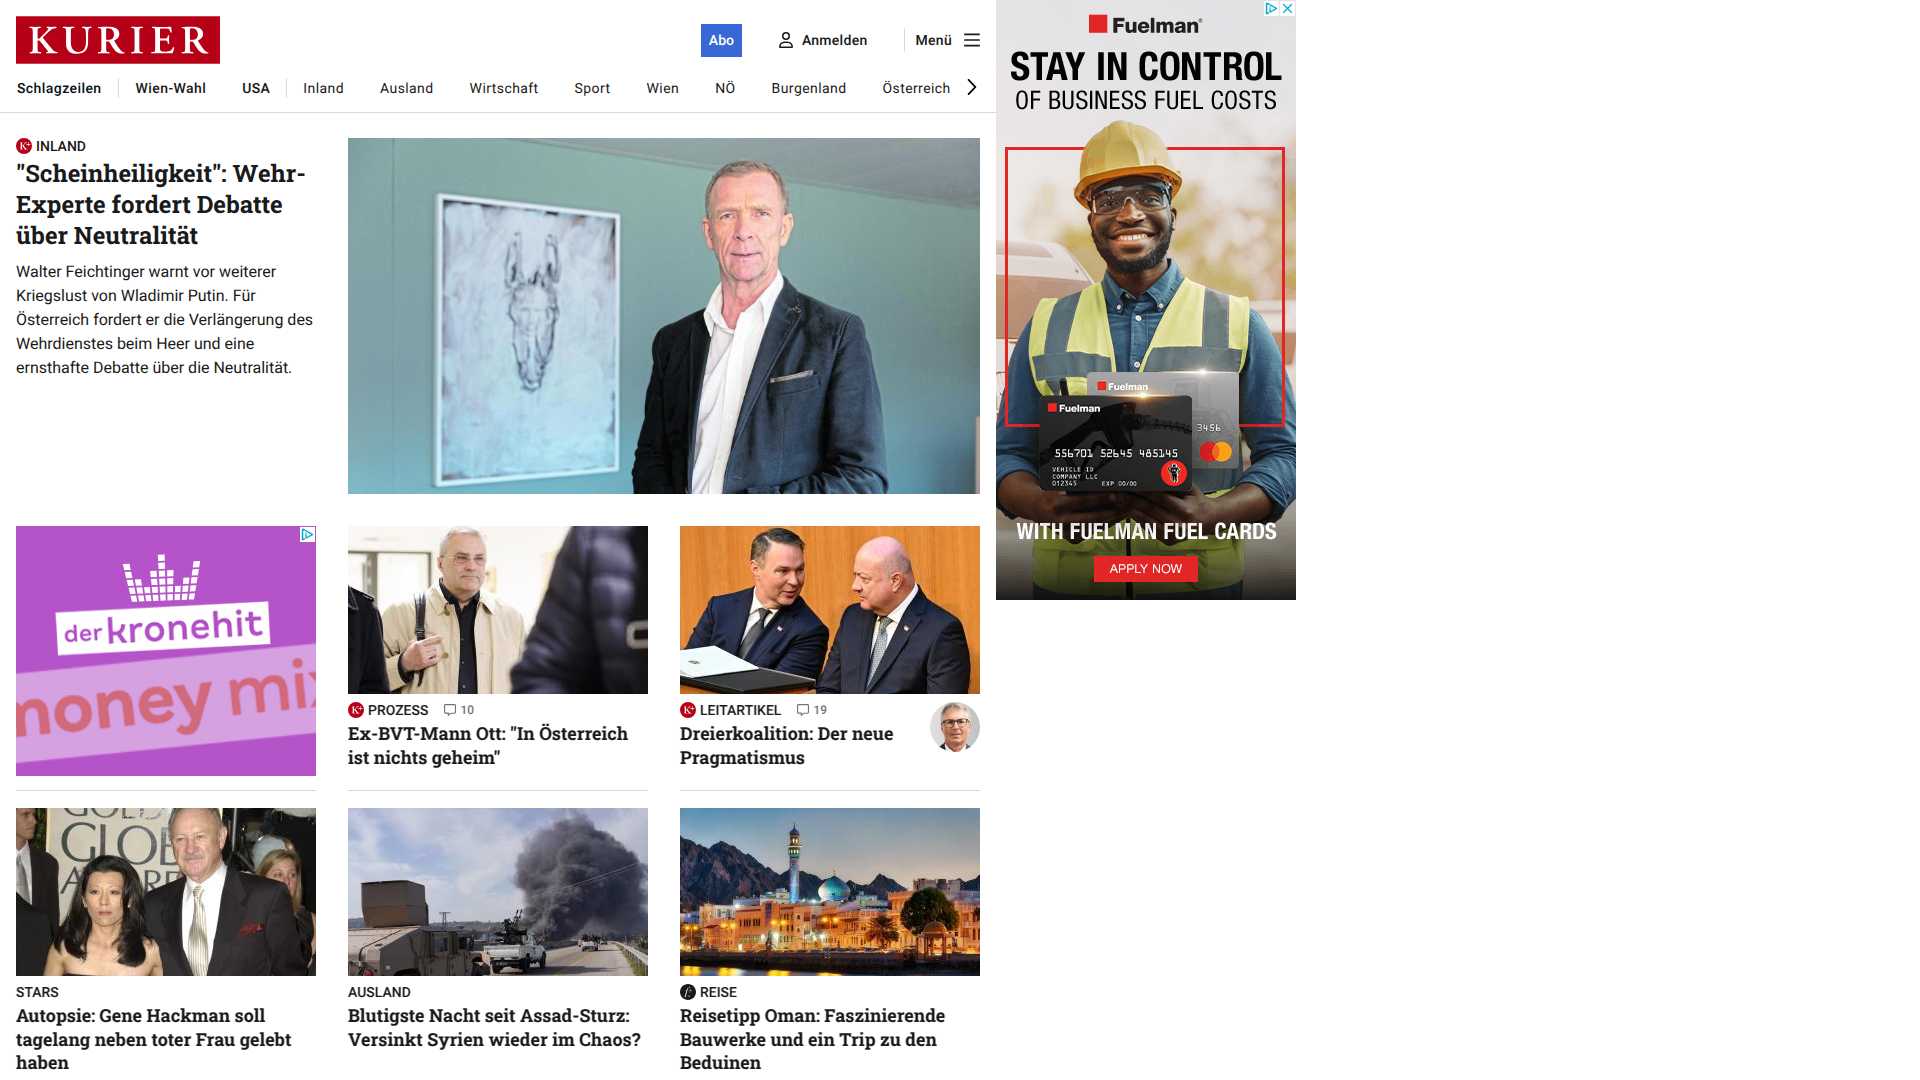 KURIER
Abo
Anmelden
Menü
Schlagzeilen
Wien-Wahl
USA
Inland
Ausland
Wirtschaft
Sport
Wien
NÖ
Burgenland
Österreich
INLAND
"Scheinheiligkeit": Wehr-
Experte fordert Debatte
über Neutralität
Walter Feichtinger warnt vor weiterer
Kriegslust von Wladimir Putin. Für
Österreich fordert er die Verlängerung des
Wehrdienstes beim Heer und eine
ernsthafte Debatte über die Neutralität.
der kronehit
money mix
PROZESS 10
Ex-BVT-Mann Ott: "In Österreich
ist nichts geheim"
LEITARTIKEL 19
Dreierkoalition: Der neue
Pragmatismus
GOLDEN
GLOBE
AWARDS
STARS
Autopsie: Gene Hackman soll
tagelang neben toter Frau gelebt
haben
AUSLAND
Blutigste Nacht seit Assad-Sturz:
Versinkt Syrien wieder im Chaos?
REISE
Reisetipp Oman: Faszinierende
Bauwerke und ein Trip zu den
Beduinen
Fuelman
STAY IN CONTROL
OF BUSINESS FUEL COSTS
Fuelman
Fuelman
3456
556701 52645 485145
VEHICLE ID
COMPANY LLC
012345 EXP 00/00
WITH FUELMAN FUEL CARDS
APPLY NOW